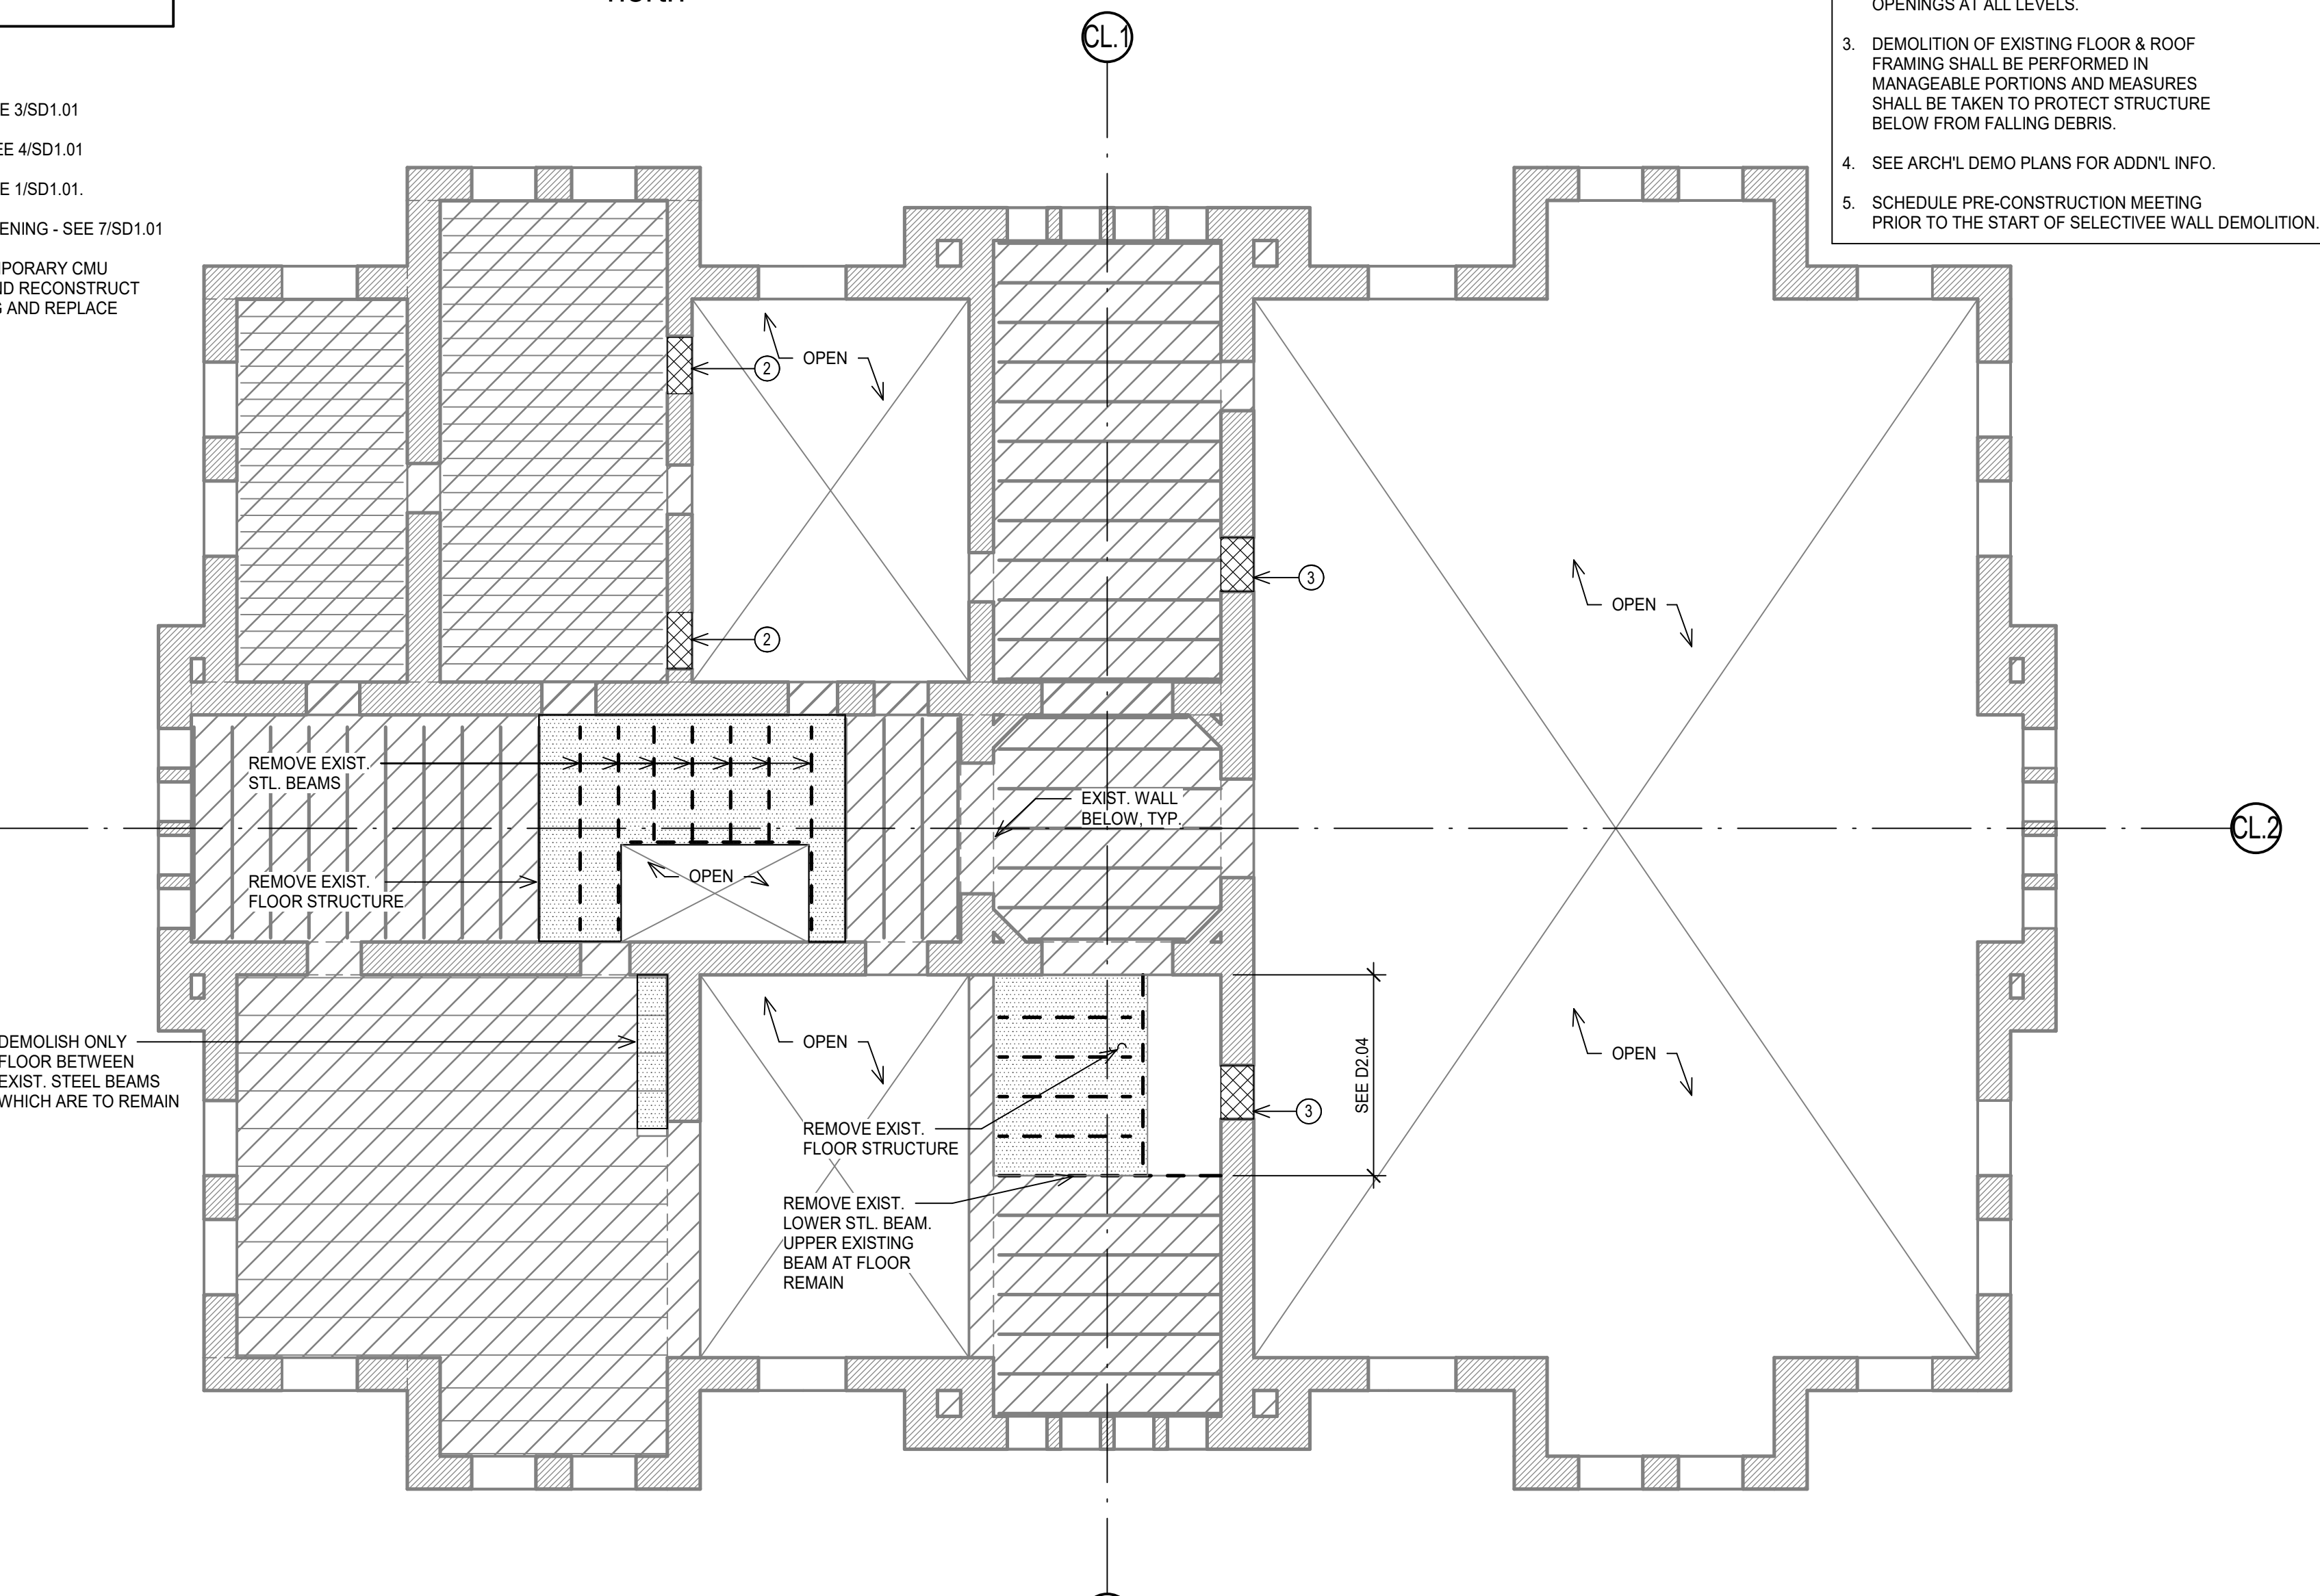 CL.1
OPENINGS AT ALL LEVELS.
3. DEMOLITION OF EXISTING FLOOR & ROOF
FRAMING SHALL BE PERFORMED IN
MANAGEABLE PORTIONS AND MEASURES
SHALL BE TAKEN TO PROTECT STRUCTURE
BELOW FROM FALLING DEBRIS.
4. SEE ARCH'L DEMO PLANS FOR ADDN'L INFO.
5. SCHEDULE PRE-CONSTRUCTION MEETING
PRIOR TO THE START OF SELECTIVEE WALL DEMOLITION.
E 3/SD1.01
EE 4/SD1.01
E 1/SD1.01.
ENING - SEE 7/SD1.01
PORARY CMU
ND RECONSTRUCT
G AND REPLACE
OPEN
2
3
OPEN
2
REMOVE EXIST.
STL. BEAMS
EXIST. WALL
BELOW, TYP.
CL.2
REMOVE EXIST.
FLOOR STRUCTURE
OPEN
DEMOLISH ONLY
FLOOR BETWEEN
EXIST. STEEL BEAMS
WHICH ARE TO REMAIN
OPEN
OPEN
SEE D2.04
3
REMOVE EXIST.
FLOOR STRUCTURE
REMOVE EXIST.
LOWER STL. BEAM.
UPPER EXISTING
BEAM AT FLOOR
REMAIN